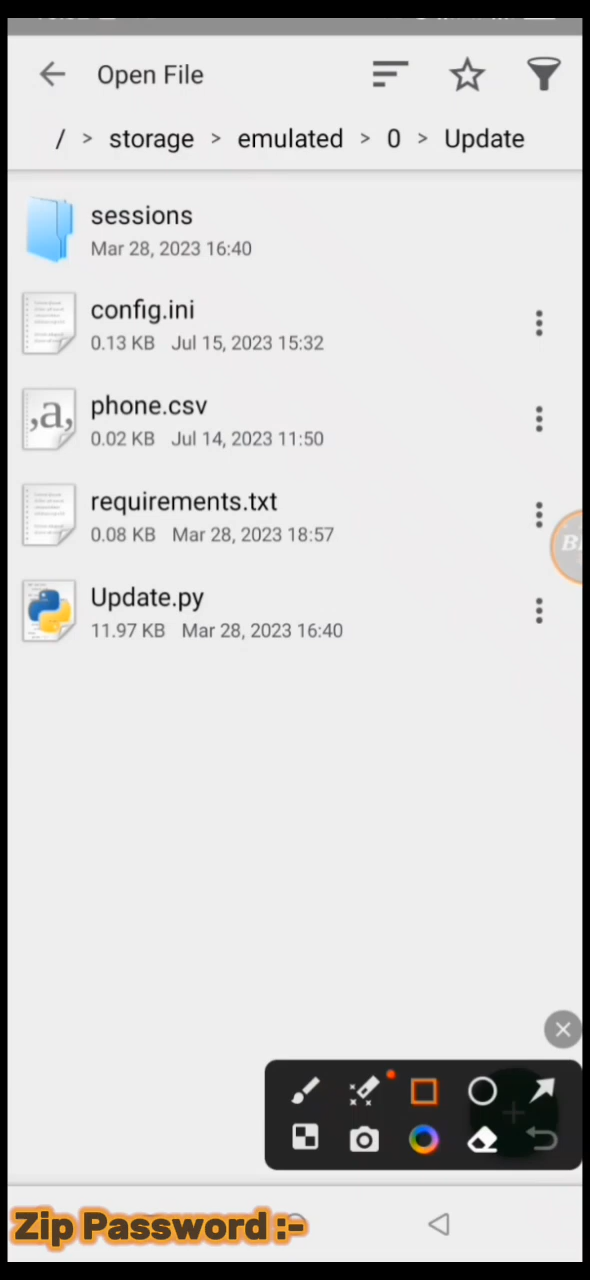 Open File
/ > storage > emulated > 0 > Update
sessions
Mar 28, 2023 16:40
config.ini
0.13 KB Jul 15, 2023 15:32
,a,
phone.csv
0.02 KB Jul 14, 2023 11:50
requirements.txt
0.08 KB Mar 28, 2023 18:57
Update.py
11.97 KB Mar 28, 2023 16:40
Zip Password :-